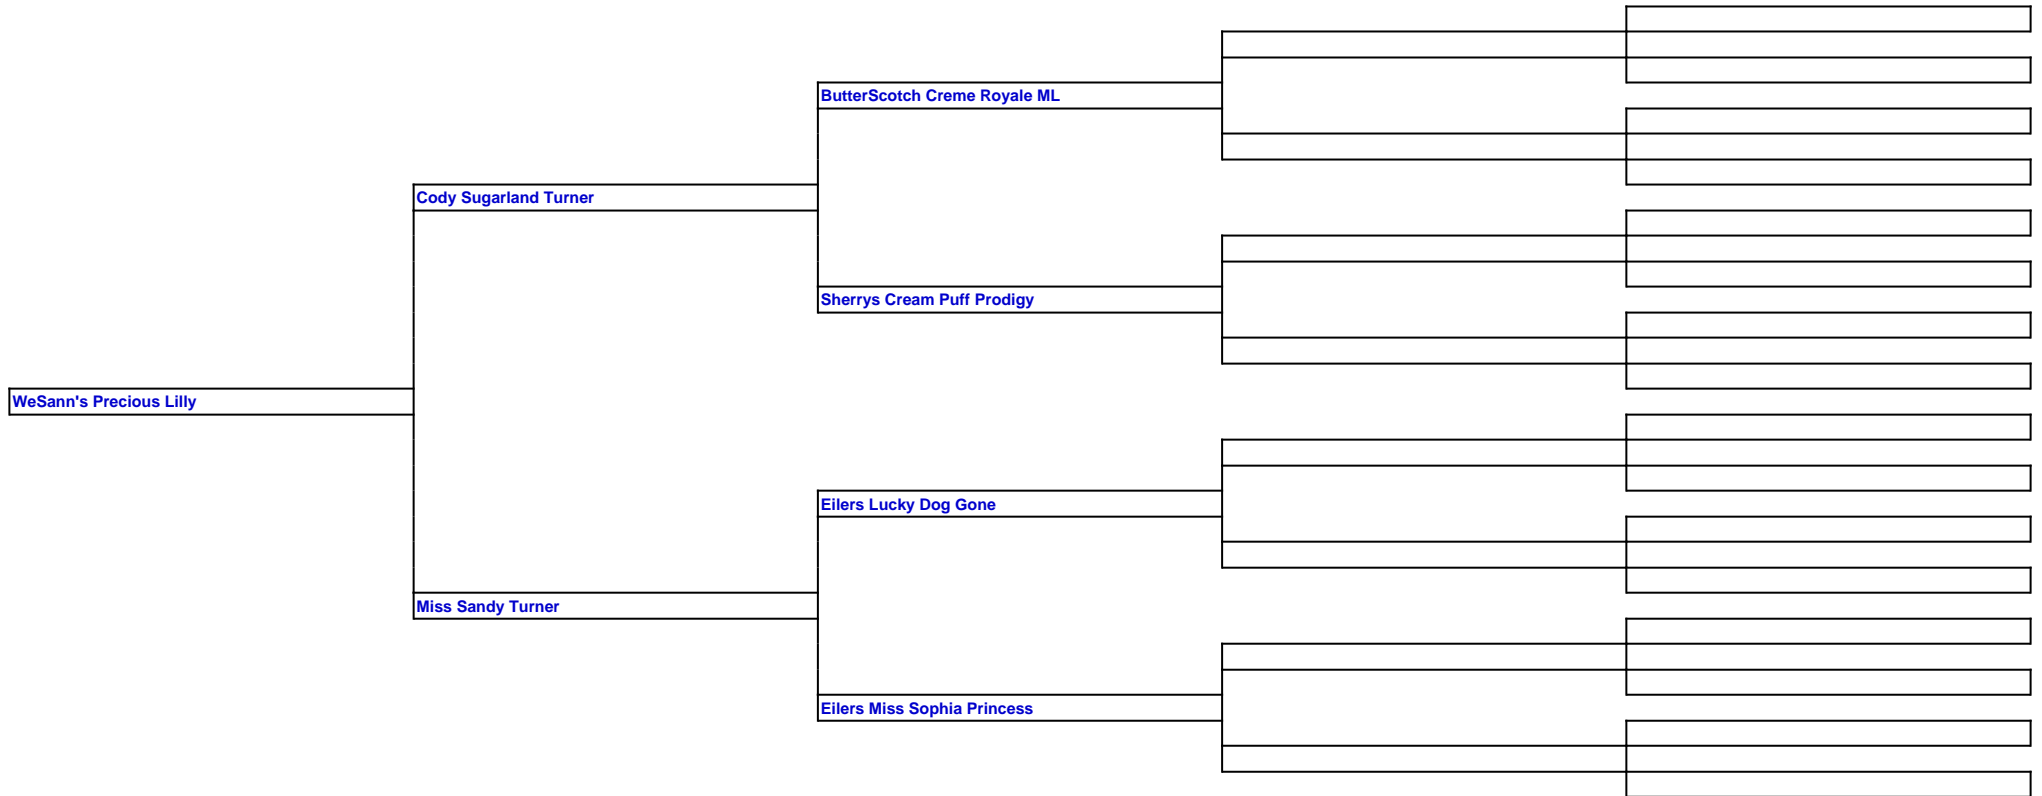 ButterScotch Creme Royale ML
Cody Sugarland Turner
Sherrys Cream Puff Prodigy
WeSann's Precious Lilly
Eilers Lucky Dog Gone
Miss Sandy Turner
Eilers Miss Sophia Princess